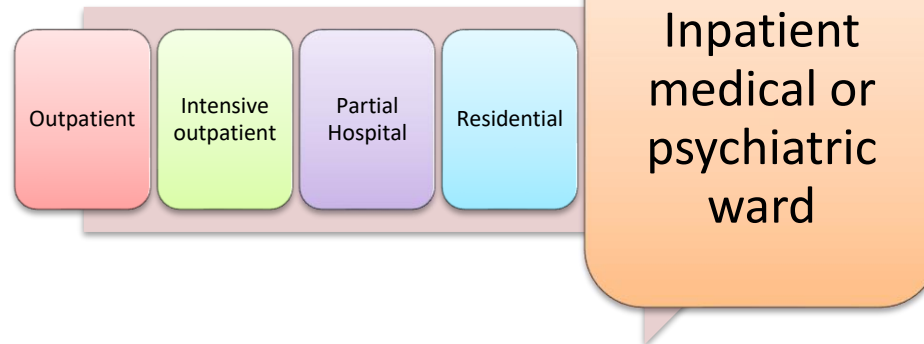 Outpatient
Intensive
outpatient
Partial
Hospital
Residential
Inpatient
medical or
psychiatric
ward